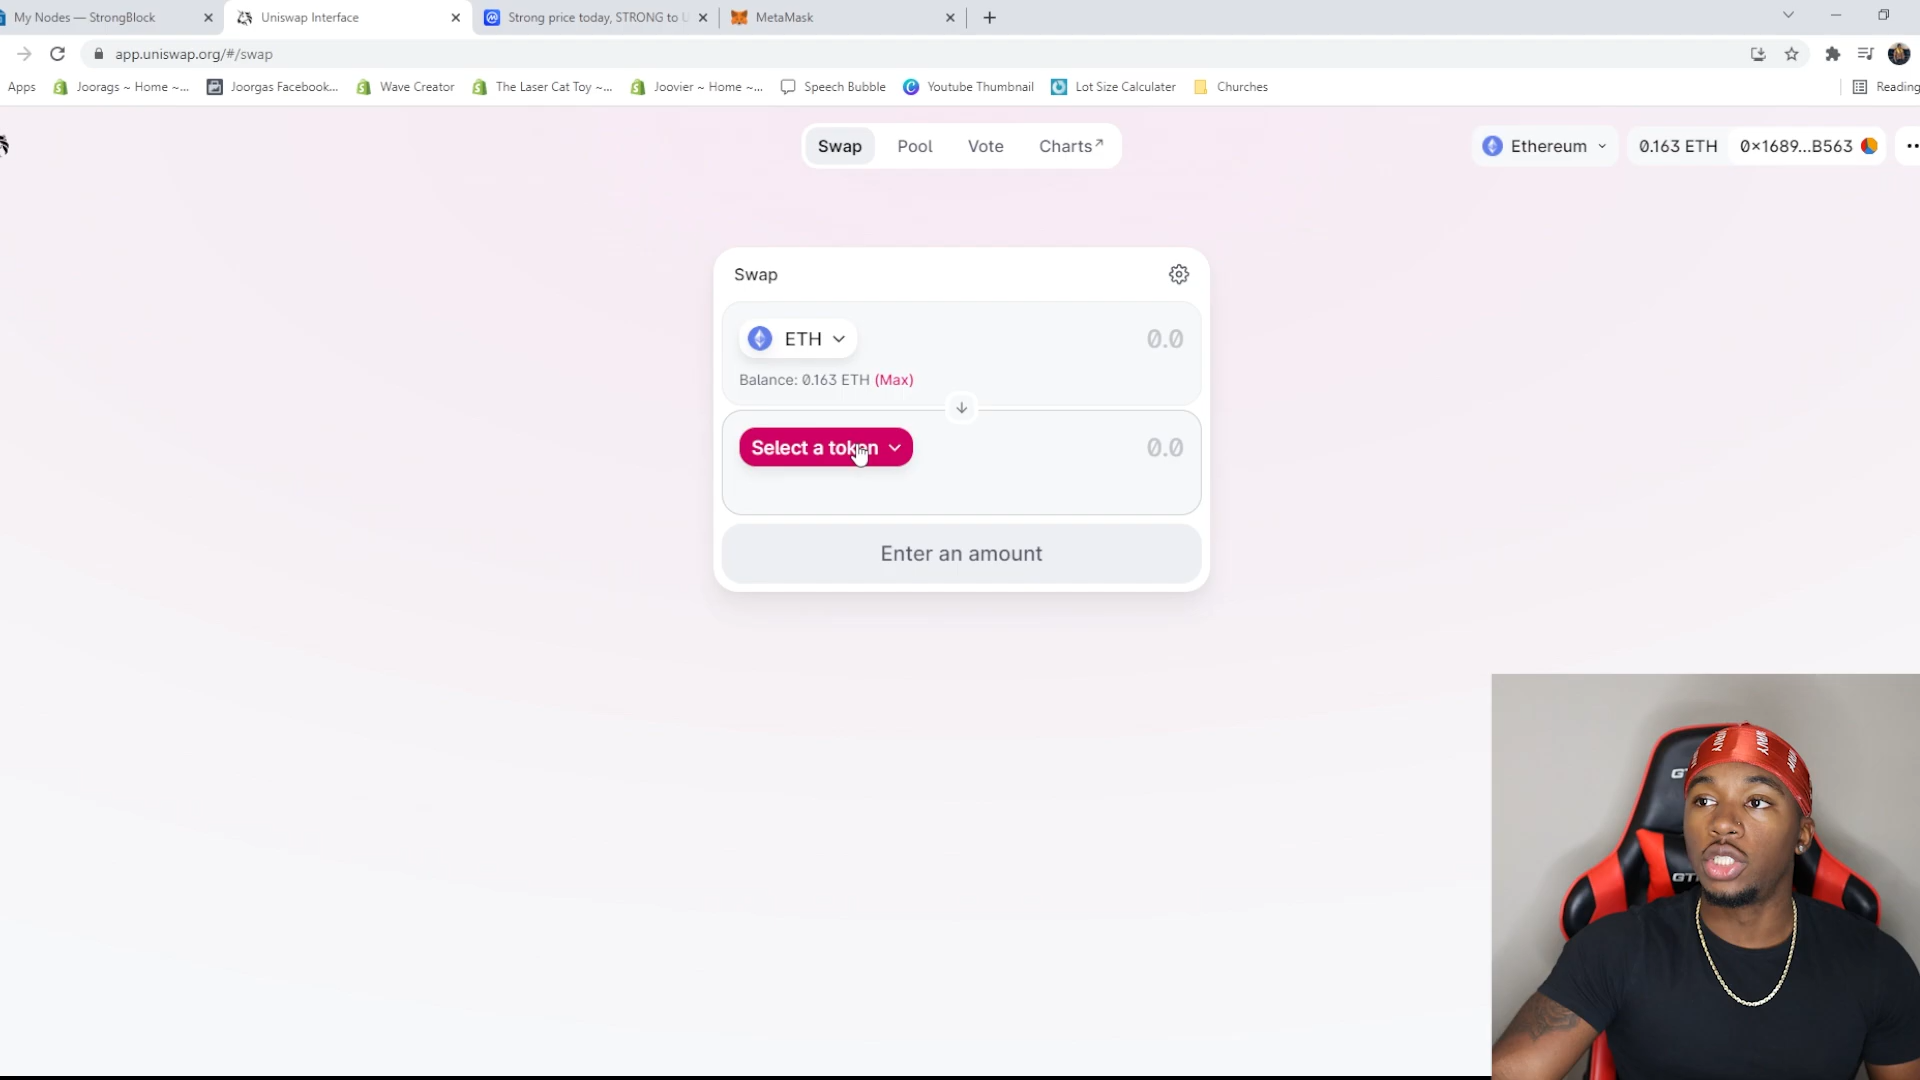 My Nodes — StrongBlock
Uniswap Interface
Strong price today, STRONG to U
MetaMask
app.uniswap.org/#/swap
Apps
Joorags ~ Home ~...
Joorgas Facebook...
Wave Creator
The Laser Cat Toy ~...
Joovier ~ Home ~...
Speech Bubble
Youtube Thumbnail
Lot Size Calculater
Churches
Reading
Swap
Pool
Vote
Charts↗
Ethereum
0.163 ETH
0×1689...B563
Swap
ETH
0.0
Balance: 0.163 ETH (Max)
Select a token
0.0
Enter an amount